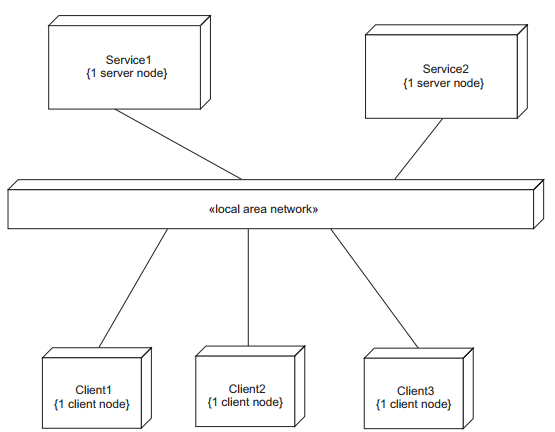 Service1
{1 server node}
Service2
{1 server node}
«local area network»
Client1
{1 client node}
Client2
{1 client node}
Client3
{1 client node}